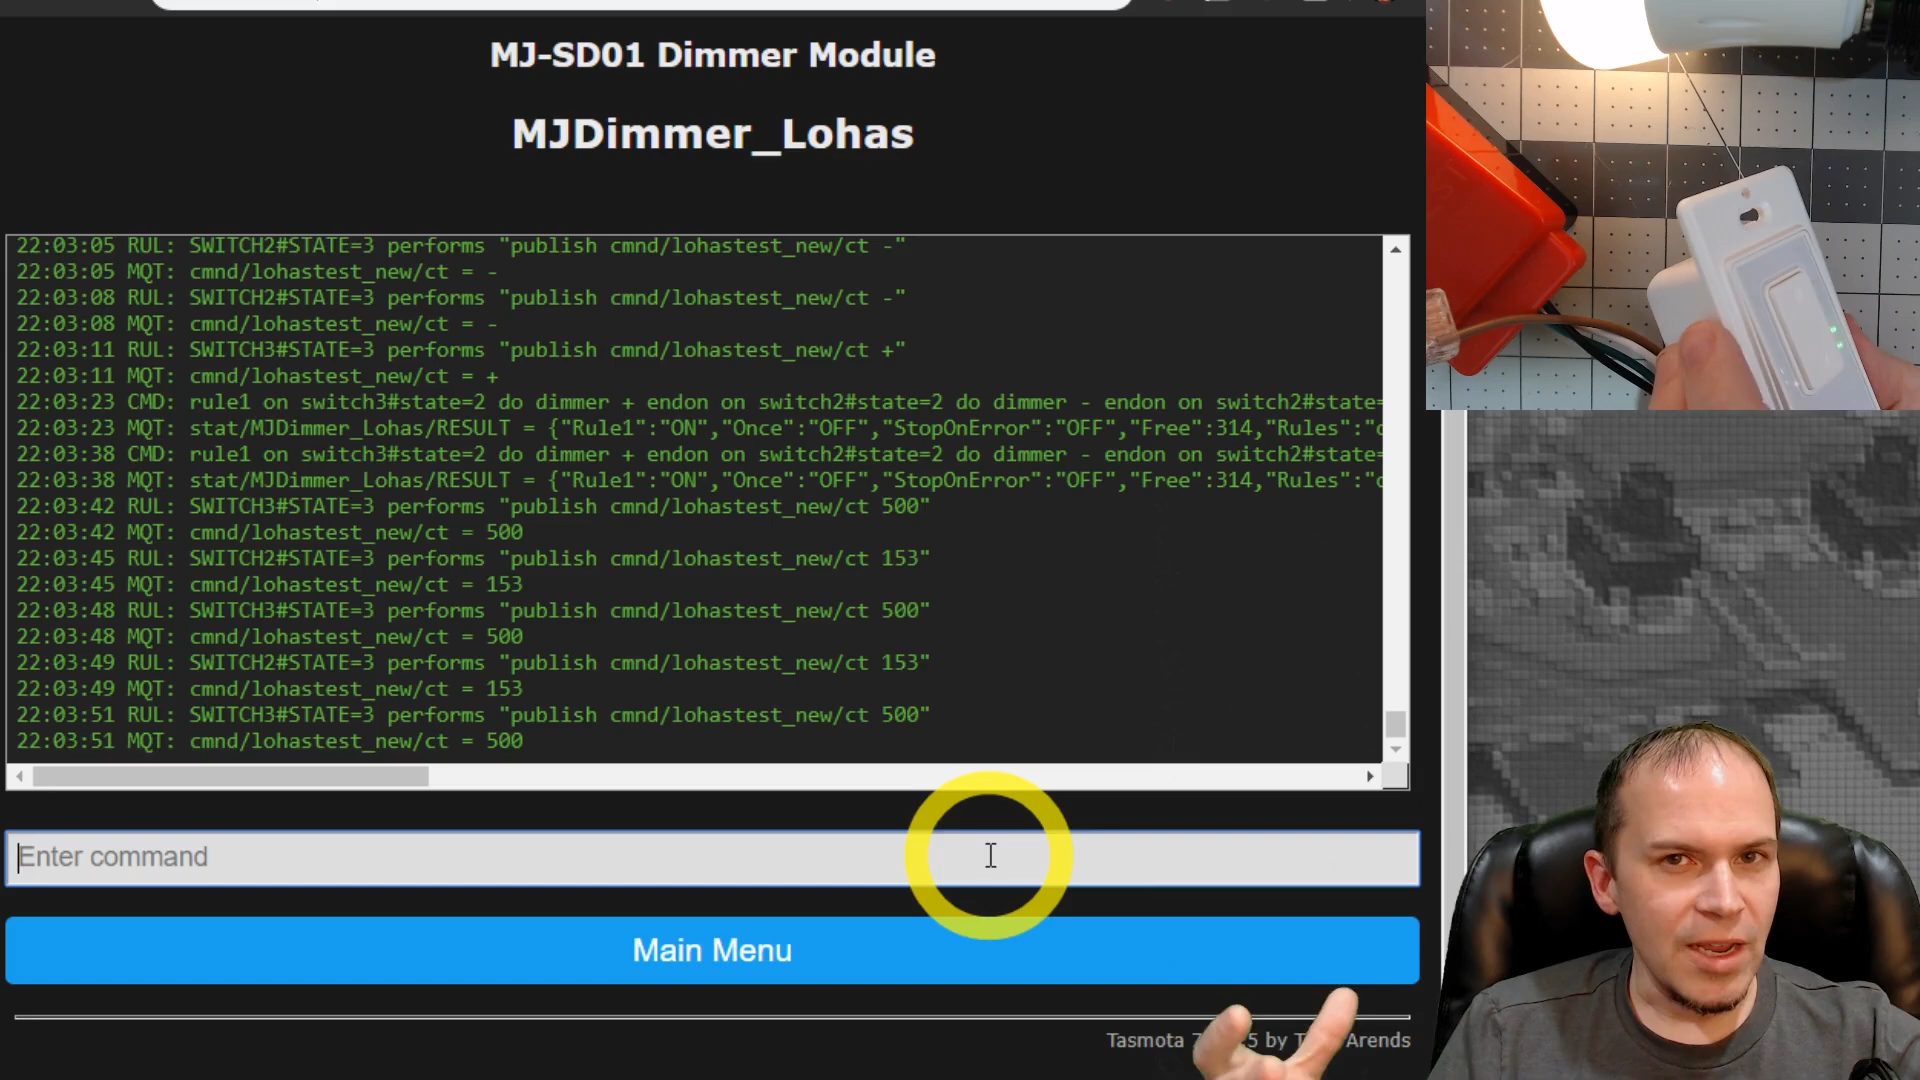 MJ-SD01 Dimmer Module
MJDimmer_Lohas
22:03:05 RUL: SWITCH2#STATE=3 performs "publish cmnd/lohastest_new/ct -"
22:03:05 MQT: cmnd/lohastest_new/ct = -
22:03:08 RUL: SWITCH2#STATE=3 performs "publish cmnd/lohastest_new/ct -"
22:03:08 MQT: cmnd/lohastest_new/ct = -
22:03:11 RUL: SWITCH3#STATE=3 performs "publish cmnd/lohastest_new/ct +"
22:03:11 MQT: cmnd/lohastest_new/ct = +
22:03:23 CMD: rule1 on switch3#state=2 do dimmer + endon on switch2#state=2 do dimmer - endon on switch2#state=
22:03:23 MQT: stat/MJDimmer_Lohas/RESULT = {"Rule1":"ON","Once":"OFF","StopOnError":"OFF","Free":314,"Rules":"
22:03:38 CMD: rule1 on switch3#state=2 do dimmer + endon on switch2#state=2 do dimmer - endon on switch2#state=
22:03:38 MQT: stat/MJDimmer_Lohas/RESULT = {"Rule1":"ON","Once":"OFF","StopOnError":"OFF","Free":314,"Rules":"
22:03:42 RUL: SWITCH3#STATE=3 performs "publish cmnd/lohastest_new/ct 500"
22:03:42 MQT: cmnd/lohastest_new/ct = 500
22:03:45 RUL: SWITCH2#STATE=3 performs "publish cmnd/lohastest_new/ct 153"
22:03:45 MQT: cmnd/lohastest_new/ct = 153
22:03:48 RUL: SWITCH3#STATE=3 performs "publish cmnd/lohastest_new/ct 500"
22:03:48 MQT: cmnd/lohastest_new/ct = 500
22:03:49 RUL: SWITCH2#STATE=3 performs "publish cmnd/lohastest_new/ct 153"
22:03:49 MQT: cmnd/lohastest_new/ct = 153
22:03:51 RUL: SWITCH3#STATE=3 performs "publish cmnd/lohastest_new/ct 500"
22:03:51 MQT: cmnd/lohastest_new/ct = 500
Enter command
Main Menu
Tasmota by Arends